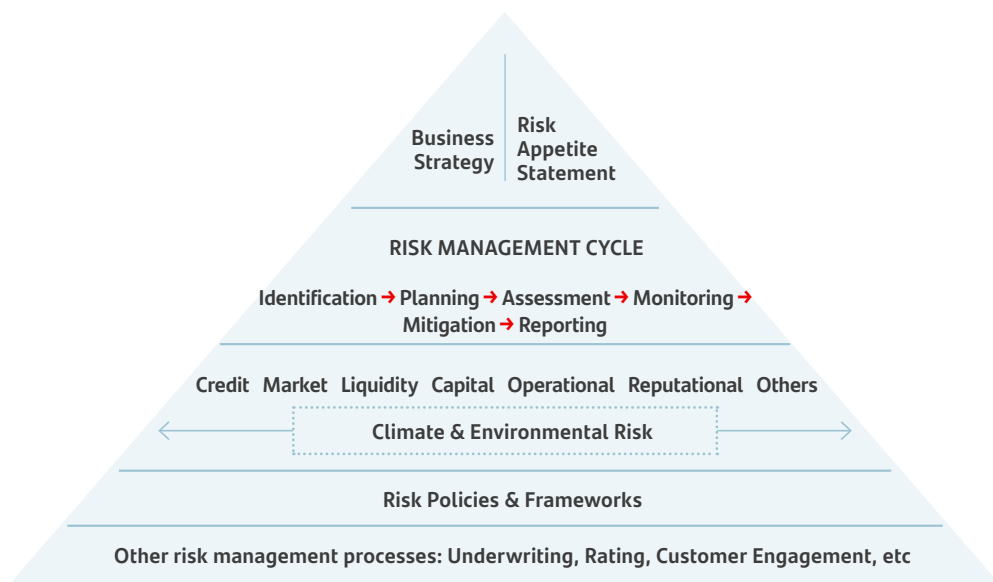 Business
Strategy
Risk
Appetite
Statement
RISK MANAGEMENT CYCLE
Identification → Planning → Assessment → Monitoring →
Mitigation → Reporting
Credit Market Liquidity Capital Operational Reputational Others
Climate & Environmental Risk
Risk Policies & Frameworks
Other risk management processes: Underwriting, Rating, Customer Engagement, etc